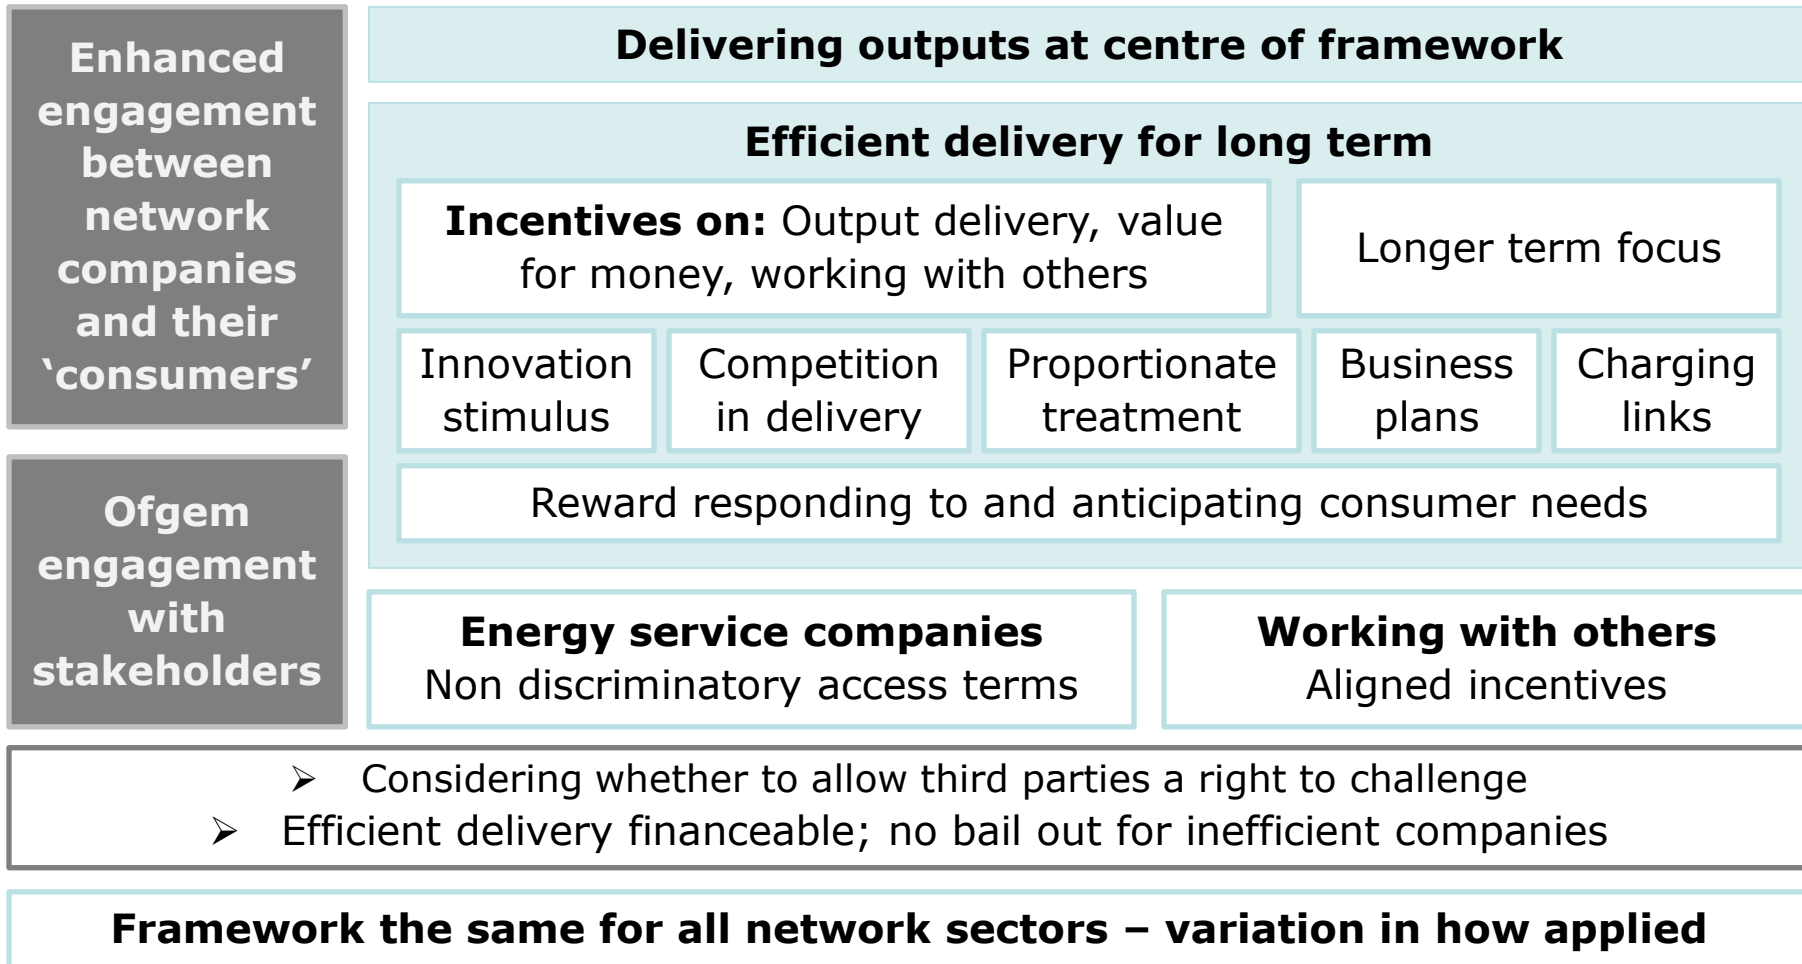 Enhanced
engagement
between
network
companies
and their
‘consumers’
Ofgem
engagement
with
stakeholders
Delivering outputs at centre of framework
Efficient delivery for long term
Incentives on: Output delivery, value
for money, working with others
Longer term focus
Innovation
stimulus
Competition
in delivery
Proportionate
treatment
Business
plans
Charging
links
Reward responding to and anticipating consumer needs
Energy service companies
Non discriminatory access terms
Working with others
Aligned incentives
➢ Considering whether to allow third parties a right to challenge
➢ Efficient delivery financeable; no bail out for inefficient companies
Framework the same for all network sectors – variation in how applied